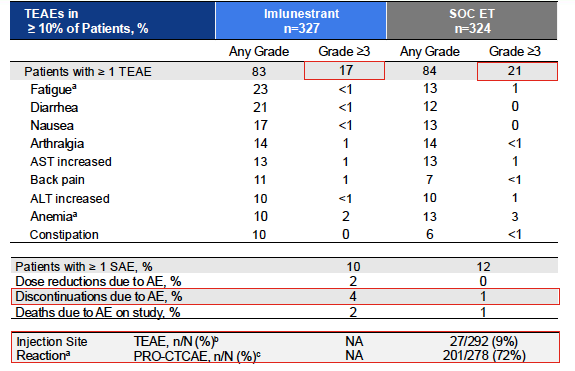 TEAEs in ≥ 10% of Patients, % Imlunestrant n=327 SOC ET n=324
Any Grade Grade ≥3 Any Grade Grade ≥3
Patients with ≥ 1 TEAE 83 17 84 21
Fatigueᵃ 23 <1 13 1
Diarrhea 21 <1 12 0
Nausea 17 <1 13 0
Arthralgia 14 1 14 <1
AST increased 13 1 13 1
Back pain 11 1 7 <1
ALT increased 10 <1 10 1
Anemiaᵃ 10 2 13 3
Constipation 10 0 6 <1
Patients with ≥ 1 SAE, % 10 12
Dose reductions due to AE, % 2 0
Discontinuations due to AE, % 4 1
Deaths due to AE on study, % 2 1
Injection Site TEAE, n/N (%)ᵇ NA 27/292 (9%)
Reactionᵃ PRO-CTCAE, n/N (%)ᶜ NA 201/278 (72%)